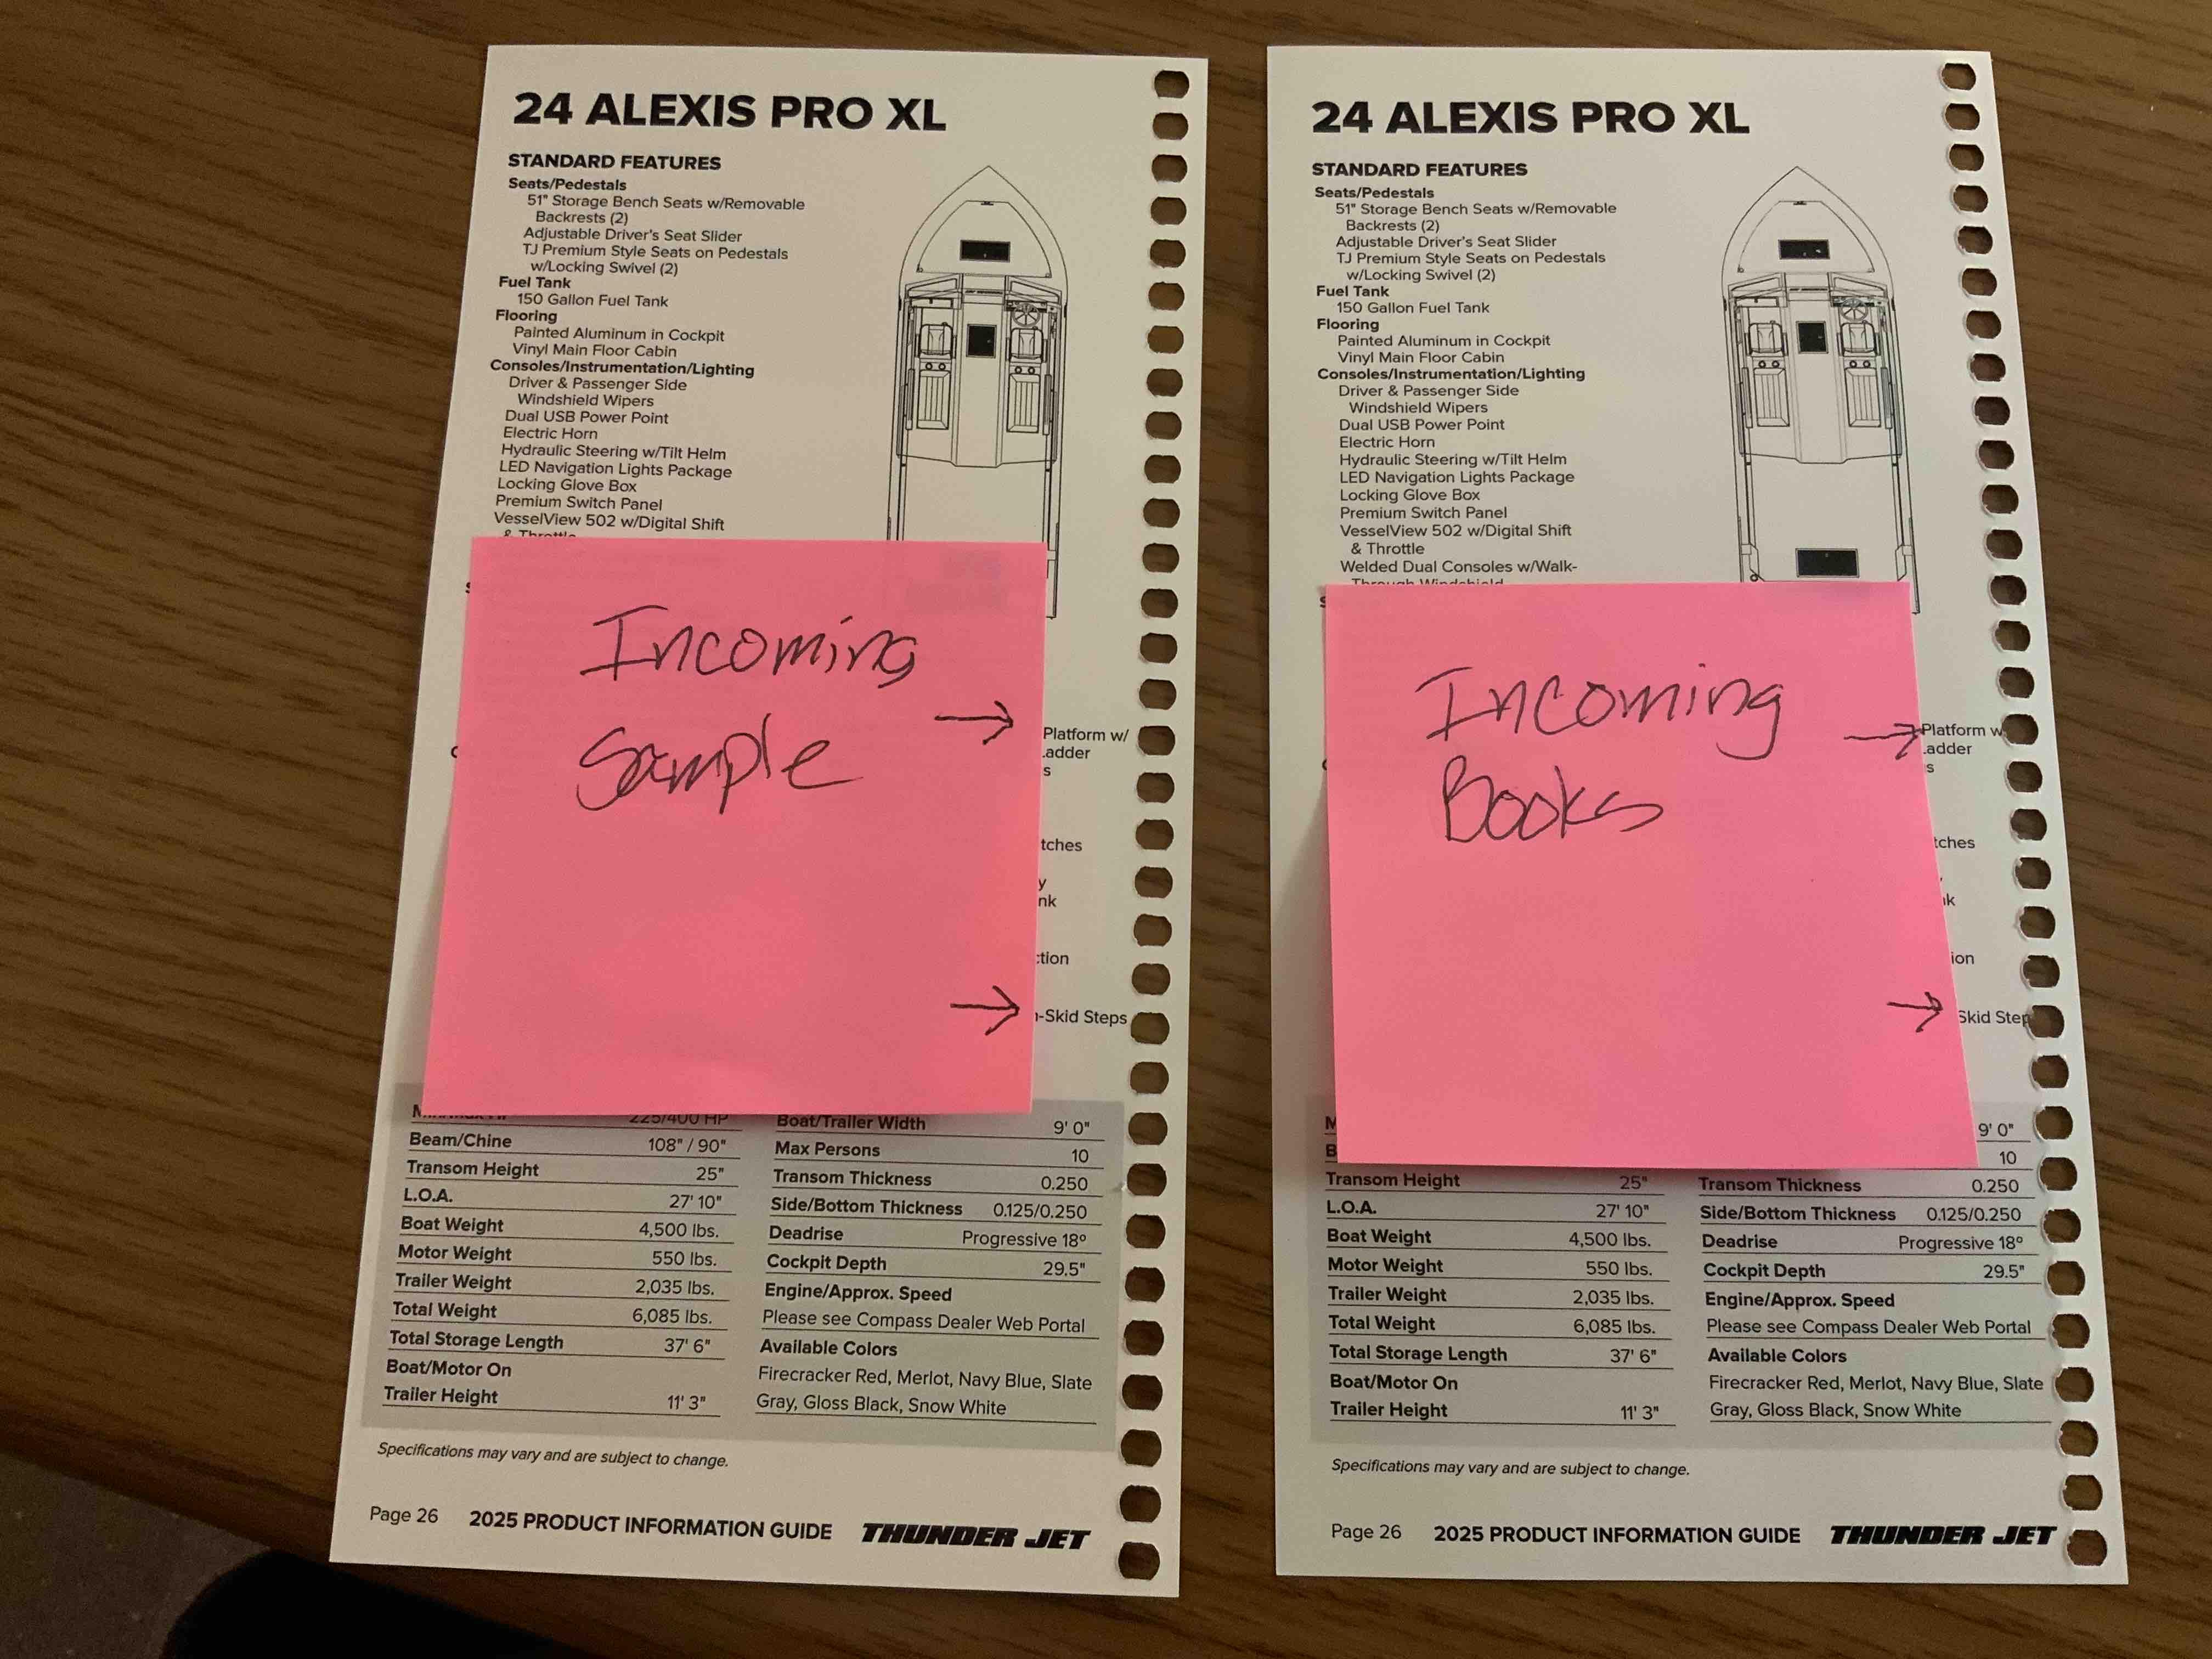 24 ALEXIS PRO XL
STANDARD FEATURES
Seats/Pedestals
51" Storage Bench Seats w/Removable
Backrests (2)
Adjustable Driver's Seat Slider
TJ Premium Style Seats on Pedestals
w/Locking Swivel (2)
Fuel Tank
150 Gallon Fuel Tank
Flooring
Painted Aluminum in Cockpit
Vinyl Main Floor Cabin
Consoles/Instrumentation/Lighting
Driver & Passenger Side
Windshield Wipers
Dual USB Power Point
Electric Horn
Hydraulic Steering w/Tilt Helm
LED Navigation Lights Package
Locking Glove Box
Premium Switch Panel
VesselView 502 w/Digital Shift
& Throttle
Incoming
Sample
→
Platform w/
adder
s
tches
y
nk
ction
→
-Skid Steps
225/400 HP
Beam/Chine 108" / 90"
Transom Height 25"
L.O.A. 27' 10"
Boat Weight 4,500 lbs.
Motor Weight 550 lbs.
Trailer Weight 2,035 lbs.
Total Weight 6,085 lbs.
Total Storage Length 37' 6"
Boat/Motor On
Trailer Height 11' 3"
Boat/Trailer Width 9' 0"
Max Persons 10
Transom Thickness 0.250
Side/Bottom Thickness 0.125/0.250
Deadrise Progressive 18º
Cockpit Depth 29.5"
Engine/Approx. Speed
Please see Compass Dealer Web Portal
Available Colors
Firecracker Red, Merlot, Navy Blue, Slate
Gray, Gloss Black, Snow White
Specifications may vary and are subject to change.
Page 26 2025 PRODUCT INFORMATION GUIDE THUNDER JET
24 ALEXIS PRO XL
STANDARD FEATURES
Seats/Pedestals
51" Storage Bench Seats w/Removable
Backrests (2)
Adjustable Driver's Seat Slider
TJ Premium Style Seats on Pedestals
w/Locking Swivel (2)
Fuel Tank
150 Gallon Fuel Tank
Flooring
Painted Aluminum in Cockpit
Vinyl Main Floor Cabin
Consoles/Instrumentation/Lighting
Driver & Passenger Side
Windshield Wipers
Dual USB Power Point
Electric Horn
Hydraulic Steering w/Tilt Helm
LED Navigation Lights Package
Locking Glove Box
Premium Switch Panel
VesselView 502 w/Digital Shift
& Throttle
Welded Dual Consoles w/Walk-
Through Windshield
Incoming
Books
→
Platform w
adder
s
tches
k
ion
→
Skid Step
M
B
9' 0"
10
Transom Height 25"
L.O.A. 27' 10"
Boat Weight 4,500 lbs.
Motor Weight 550 lbs.
Trailer Weight 2,035 lbs.
Total Weight 6,085 lbs.
Total Storage Length 37' 6"
Boat/Motor On
Trailer Height 11' 3"
Transom Thickness 0.250
Side/Bottom Thickness 0.125/0.250
Deadrise Progressive 18º
Cockpit Depth 29.5"
Engine/Approx. Speed
Please see Compass Dealer Web Portal
Available Colors
Firecracker Red, Merlot, Navy Blue, Slate
Gray, Gloss Black, Snow White
Specifications may vary and are subject to change.
Page 26 2025 PRODUCT INFORMATION GUIDE THUNDER JET